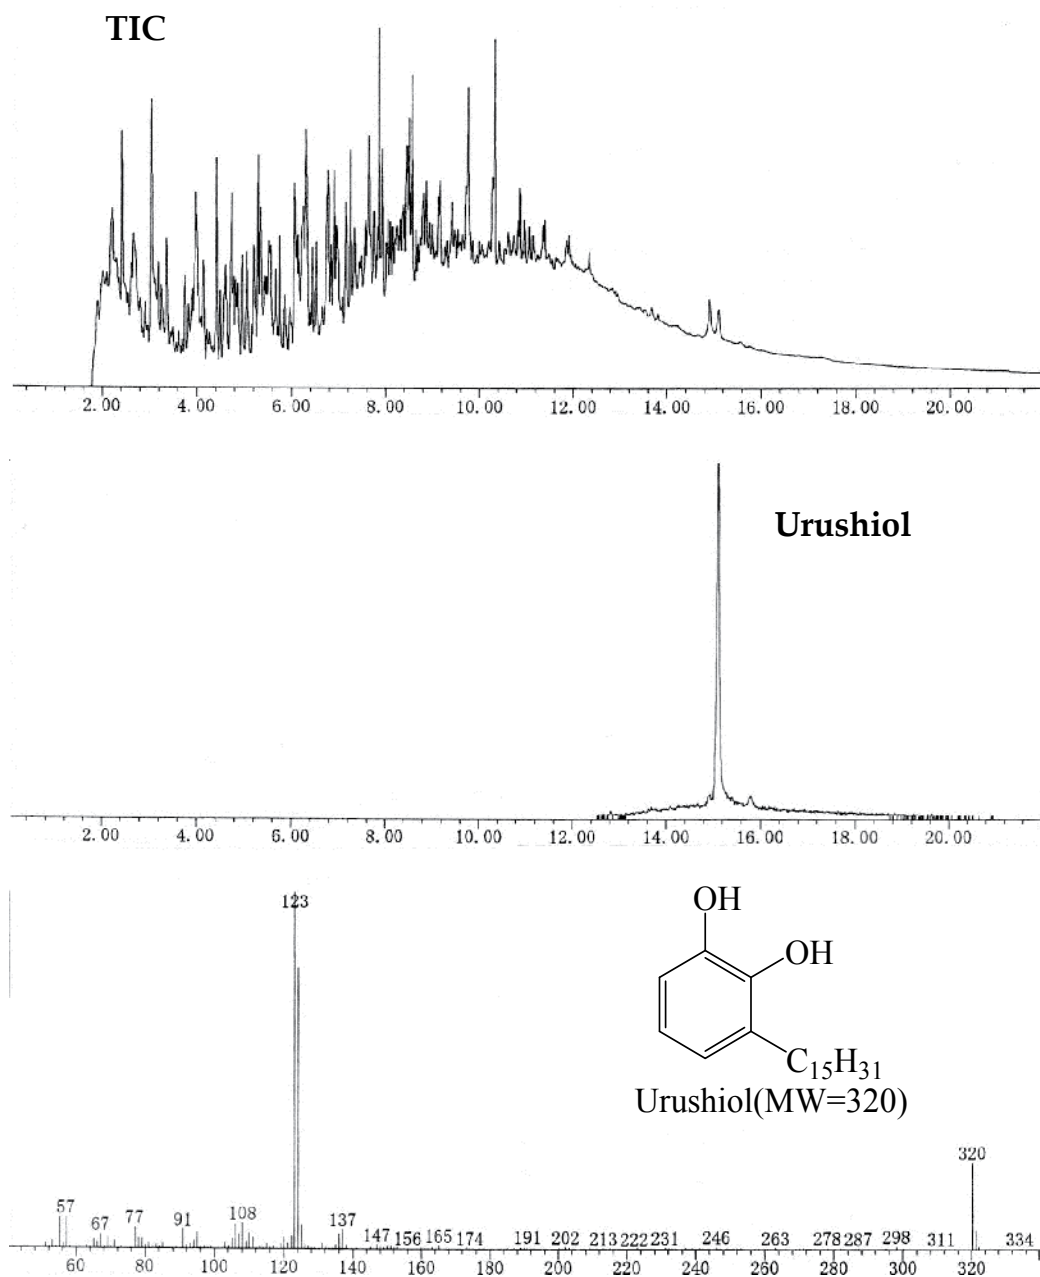 TIC
2.00 4.00 6.00 8.00 10.00 12.00 14.00 16.00 18.00 20.00
Urushiol
2.00 4.00 6.00 8.00 10.00 12.00 14.00 16.00 18.00 20.00
123
OH
OH
C15H31
Urushiol(MW=320)
320
57 67 77 91 108 137 147 156 165 174 191 202 213 222 231 246 263 278 287 298 311 334
60 80 100 120 140 160 180 200 220 240 260 280 300 320